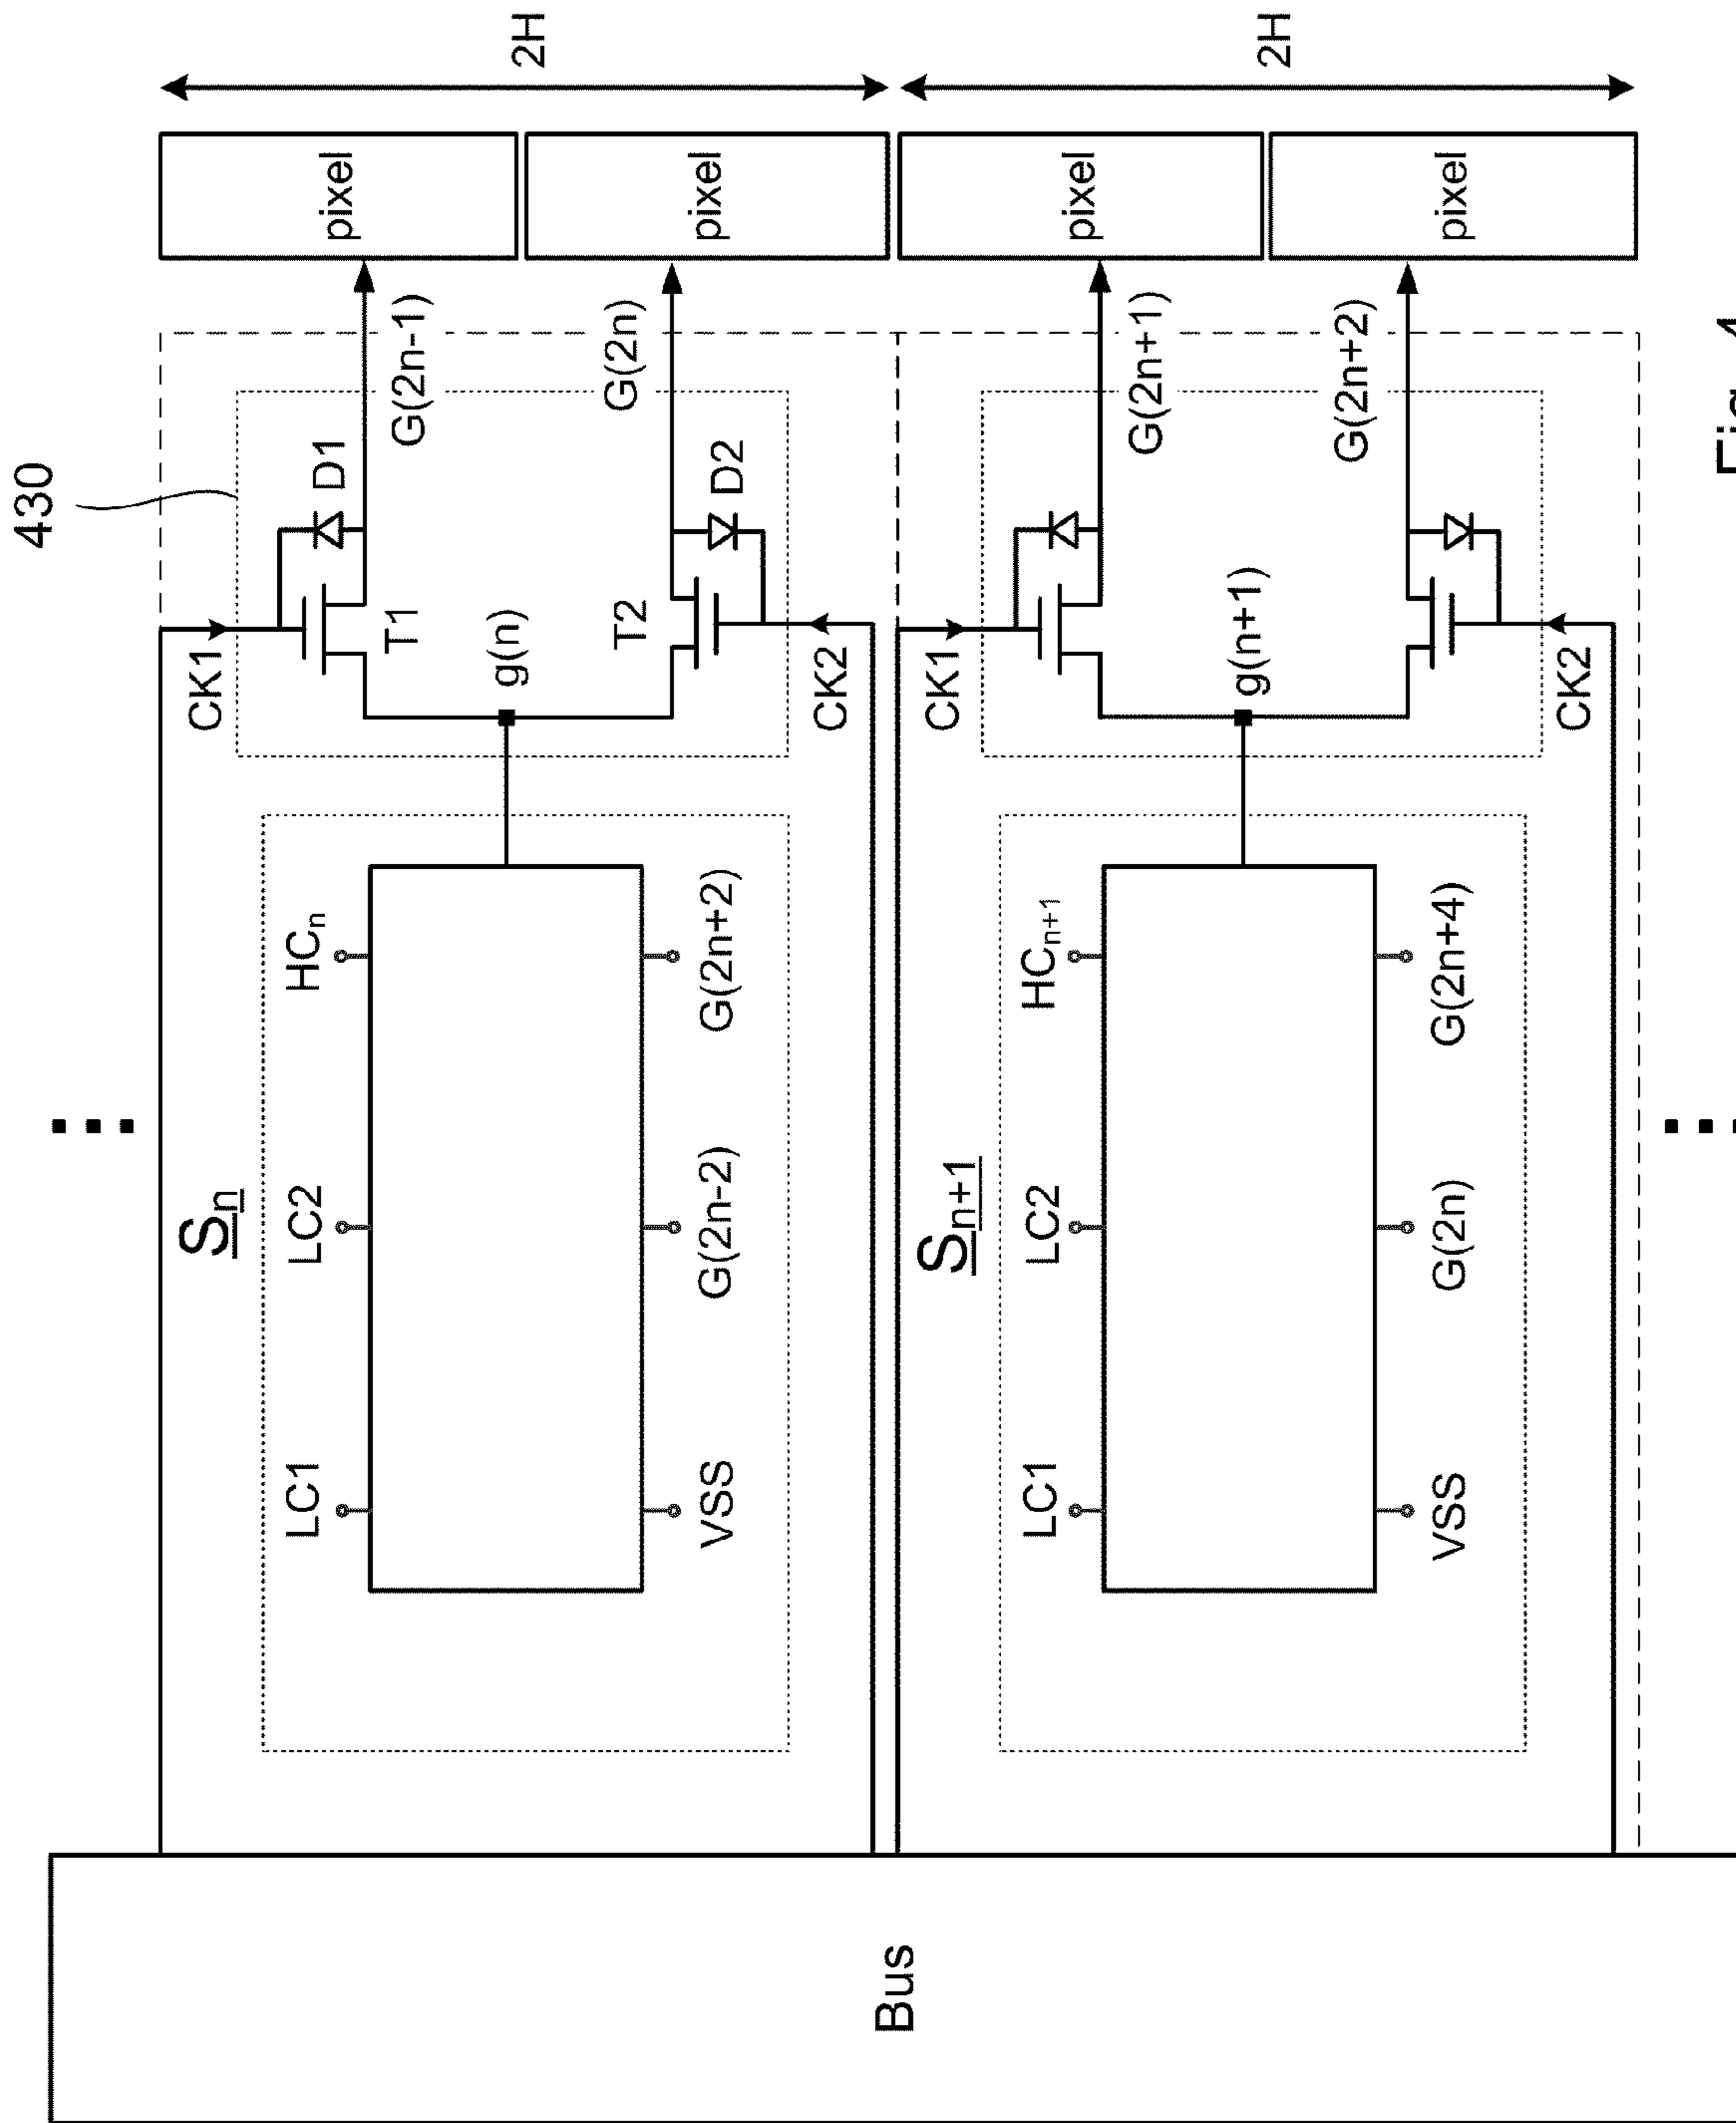 430
2H
2H
pixel
pixel
pixel
pixel
G(2n-1)
G(2n)
G(2n+1)
G(2n+2)
D1
D2
CK1
T1
g(n)
T2
CK2
CK1
g(n+1)
CK2
Sn
LC1
LC2
HCn
VSS
G(2n-2)
G(2n+2)
Sn+1
LC1
LC2
HCn+1
VSS
G(2n)
G(2n+4)
Bus